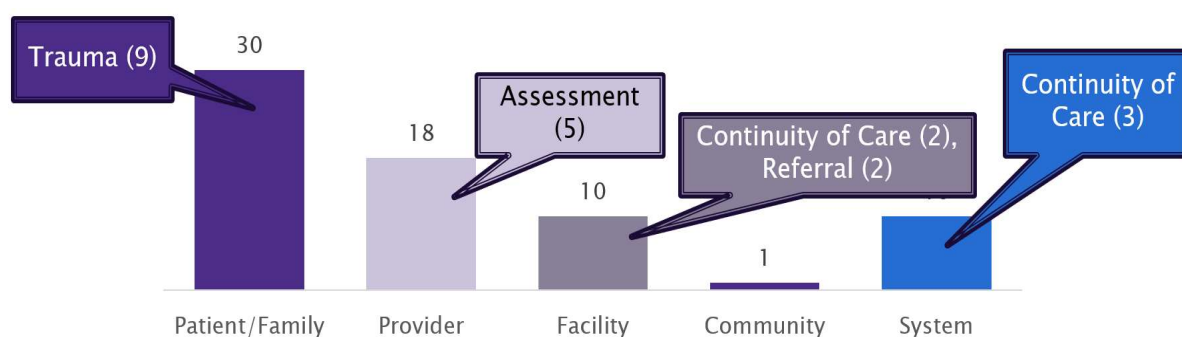 Trauma (9)
30
Assessment
(5)
18
Continuity of Care (2),
Referral (2)
10
1
Continuity of
Care (3)
Patient/Family
Provider
Facility
Community
System